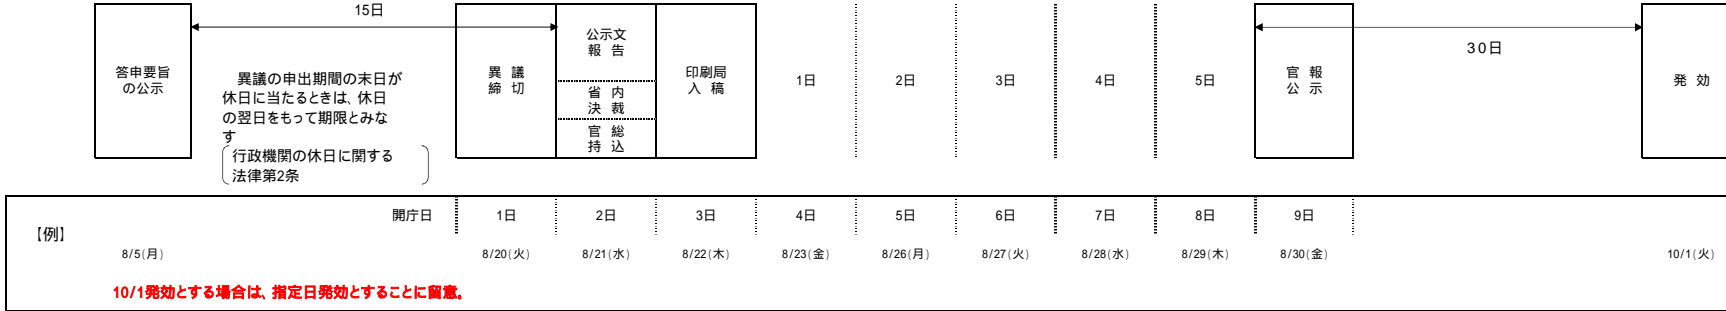 15日
答申要旨
の公示
異議の申出期間の末日が
休日に当たるときは、休日
の翌日をもって期限とみな
す
行政機関の休日に関する
法律第2条
異 議
締 切
公示文
報 告
省 内
決 裁
官 総
持 込
印刷局
入 稿
1日
2日
3日
4日
5日
官 報
公 示
30日
発 効
【例】
開庁日 1日 2日 3日 4日 5日 6日 7日 8日 9日
8/5(月) 8/20(火) 8/21(水) 8/22(木) 8/23(金) 8/26(月) 8/27(火) 8/28(水) 8/29(木) 8/30(金) 10/1(火)
10/1発効とする場合は、指定日発効とすることに留意。